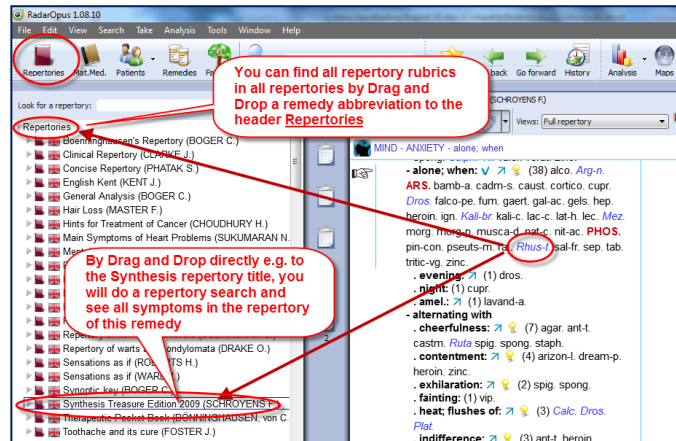 RadarOpus 1.08.10
File Edit View Search Take Analysis Tools Window Help
Repertories Mat.Med. Patients Remedies Fa back Go forward History Analysis Maps
You can find all repertory rubrics
in all repertories by Drag and
Drop a remedy abbreviation to the
header Repertories
Look for a repertory:
(SCHROYENS F.)
Views: Full repertory
Repertories
Boenninghausen's Repertory (BOGER C.)
Clinical Repertory (CLARKE J.)
Concise Repertory (PHATAK S.)
English Kent (KENT J.)
General Analysis (BOGER C.)
Hair Loss (MASTER F.)
Hints for Treatment of Cancer (CHOUDHURY H.)
Main Symptoms of Heart Problems (SUKUMARAN N.
By Drag and Drop directly e.g. to
the Synthesis repertory title, you
will do a repertory search and
see all symptoms in the repertory
of this remedy
Repertory of warts a ondylomata (DRAKE O.)
Sensations as if (RO TS H.)
Sensations as if (WAR
Synoptic key (BOGER C.)
Synthesis Treasure Edition 2009 (SCHROYENS F.)
Therapeutic Pocket Book (BÖNNINGHAUSEN, von C.
Toothache and its cure (FOSTER J.)
2
MIND - ANXIETY - alone; when
- alone; when: (38) alco. Arg-n.
ARS. bamb-a. cadm-s. caust. cortico. cupr.
Dros. falco-pe. fum. gaert. gal-ac. gels. hep.
heroin. ign. Kali-br. kali-c. lac-c. lat-h. lec. Mez.
morg. morg-p. musca-d. nat-c. nit-ac. PHOS.
pin-con. pseuts-m. ra Rhus-t. sal-fr. sep. tab.
tritic-vg. zinc.
. evening: (1) dros.
. night: (1) cupr.
. amel.: (1) lavand-a.
- alternating with
. cheerfulness: (7) agar. ant-t.
castm. Ruta spig. spong. staph.
. contentment: (4) arizon-l. dream-p.
heroin. zinc.
. exhilaration: (2) spig. spong.
. fainting: (1) vip.
. heat; flushes of: (3) Calc. Dros.
Plat.
. indifference: (3) ant-t. heroin